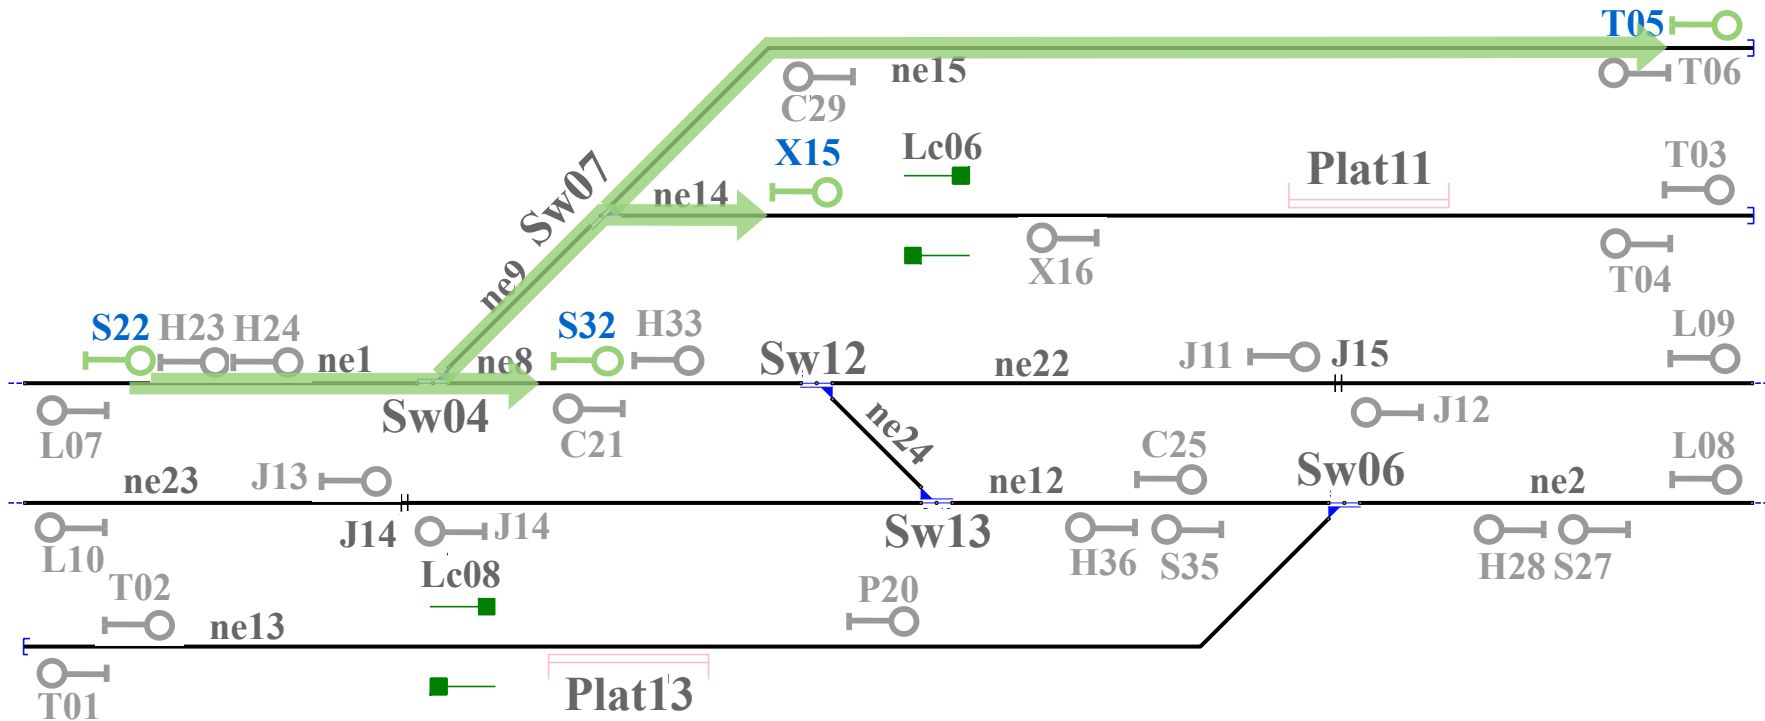 T05
ne15
T06
C29
X15
Lc06
Plat11
T03
Sw07
ne14
ne9
X16
T04
S22
H23
H24
ne1
ne8
S32
H33
Sw12
ne22
J11
J15
L09
L07
Sw04
C21
ne24
J12
ne23
J13
ne12
C25
Sw06
ne2
L08
L10
J14
J14
Sw13
H36
S35
H28
S27
T02
Lc08
P20
ne13
T01
Plat13